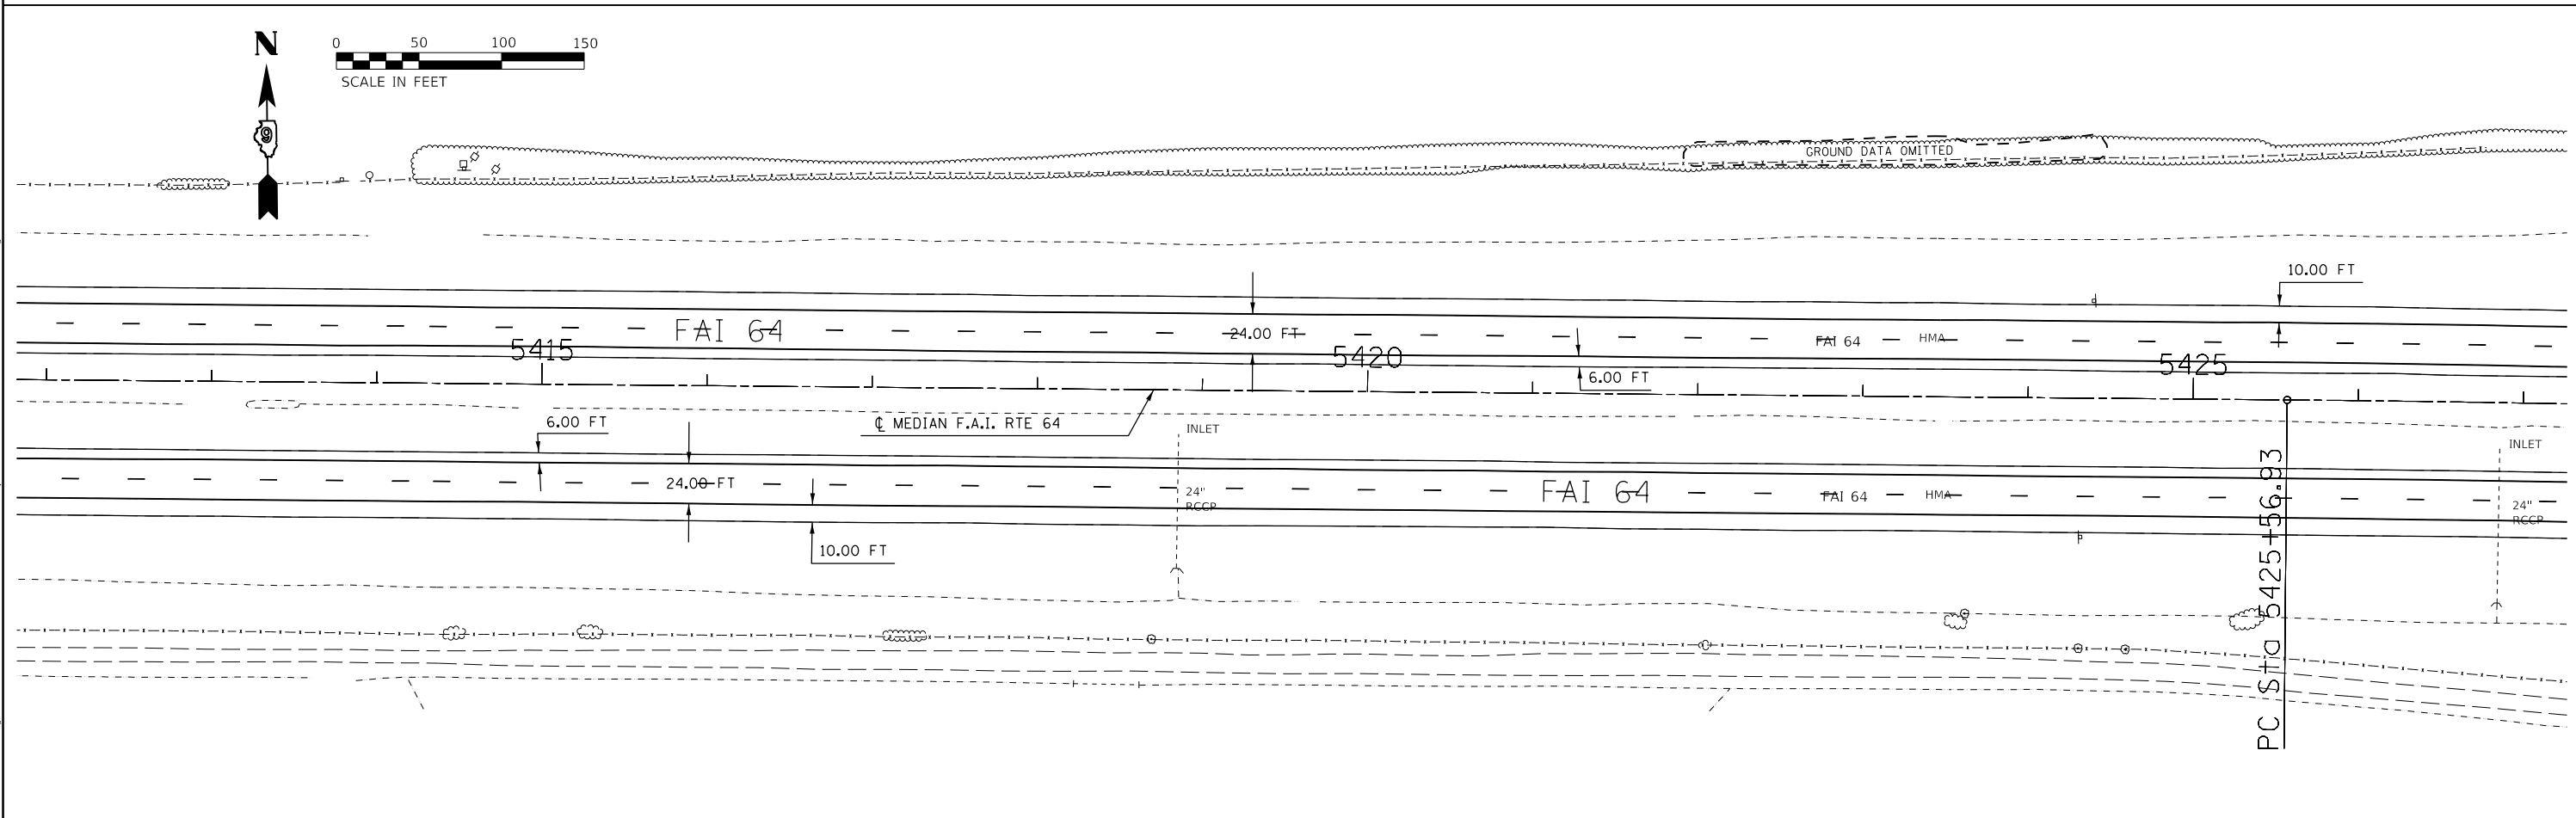 N
0 50 100 150
SCALE IN FEET
9
GROUND DATA OMITTED
10.00 FT
FAI 64
24.00 FT
FAI 64
HMA
5415
5420
5425
6.00 FT
6.00 FT
℄ MEDIAN F.A.I. RTE 64
INLET
INLET
24.00 FT
24"
RCCP
FAI 64
FAI 64
HMA
24"
RCCP
10.00 FT
PC Sta 5425+56.93